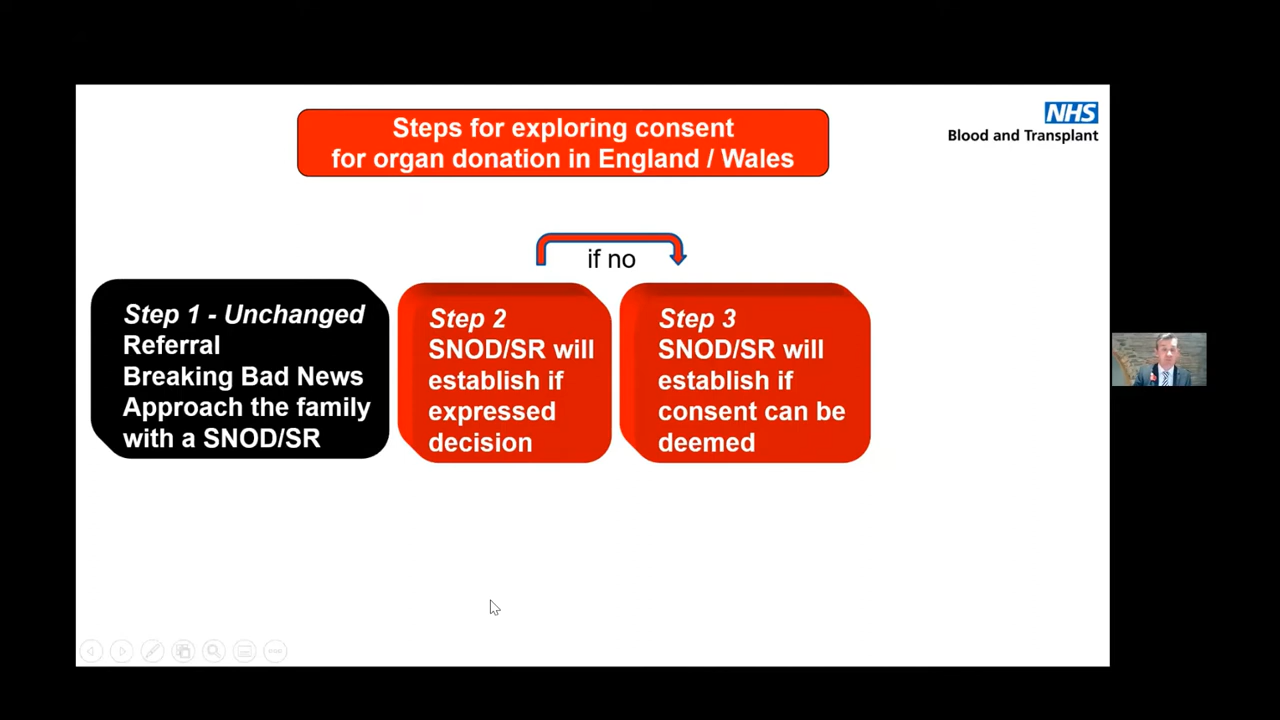 Steps for exploring consent
for organ donation in England / Wales
NHS
Blood and Transplant
if no
Step 1 - Unchanged
Referral
Breaking Bad News
Approach the family
with a SNOD/SR
Step 2
SNOD/SR will
establish if
expressed
decision
Step 3
SNOD/SR will
establish if
consent can be
deemed